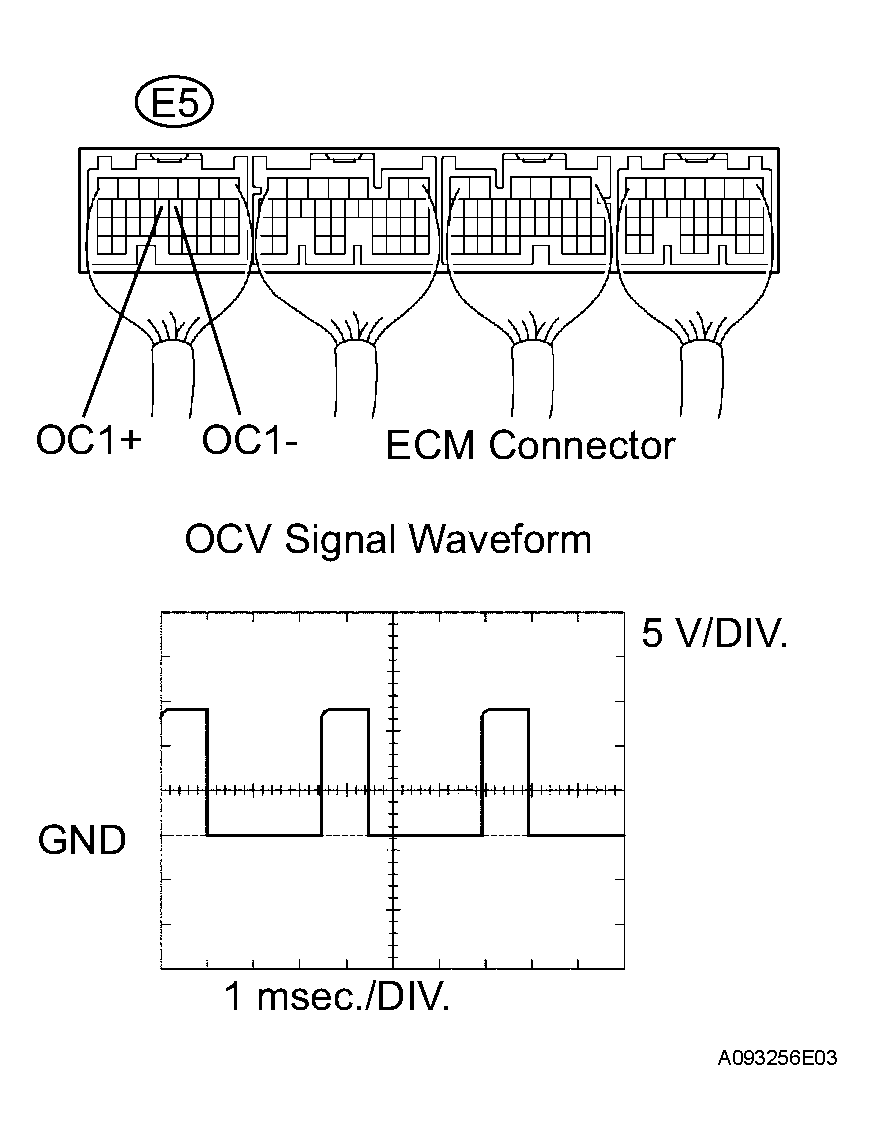 E5
OC1+ OC1- ECM Connector
OCV Signal Waveform
5 V/DIV.
GND
1 msec./DIV.
A093256E03